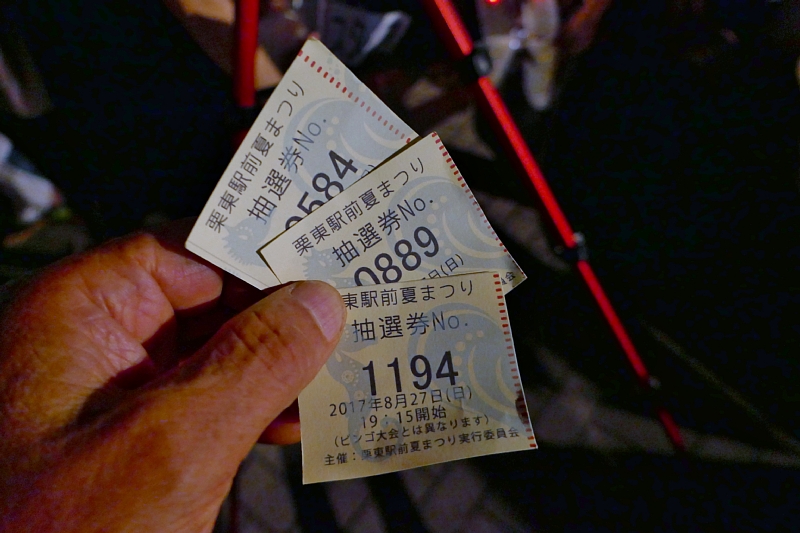 栗東駅前夏まつり
抽選券No.
0584
栗東駅前夏まつり
抽選券No.
0889
(日)
東駅前夏まつり
抽選券No.
1194
2017年8月27日(日)
19:15開始
(ビンゴ大会とは異なります)
主催:栗東駅前夏まつり実行委員会